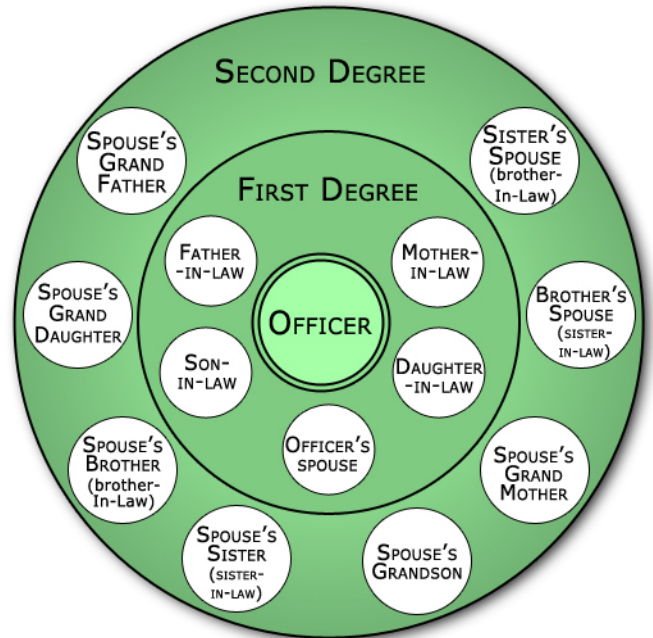 SECOND DEGREE
SPOUSE'S
GRAND
FATHER
SISTER'S
SPOUSE
(brother-
In-Law)
FIRST DEGREE
FATHER
-IN-LAW
MOTHER-
IN-LAW
SPOUSE'S
GRAND
DAUGHTER
OFFICER
BROTHER'S
SPOUSE
(SISTER-
IN-LAW)
SON-
IN-LAW
DAUGHTER
-IN-LAW
SPOUSE'S
BROTHER
(brother-
In-Law)
OFFICER'S
SPOUSE
SPOUSE'S
GRAND
MOTHER
SPOUSE'S
SISTER
(SISTER-
IN-LAW)
SPOUSE'S
GRANDSON